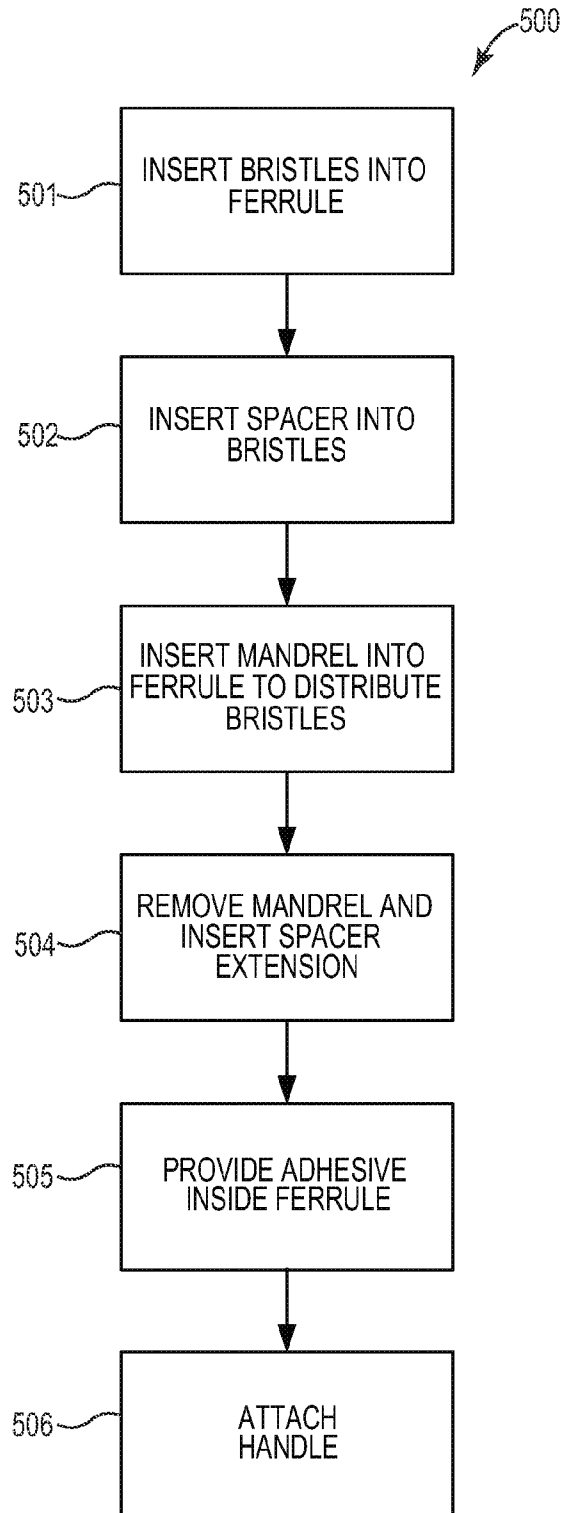 500
501
INSERT BRISTLES INTO
FERRULE
502
INSERT SPACER INTO
BRISTLES
503
INSERT MANDREL INTO
FERRULE TO DISTRIBUTE
BRISTLES
504
REMOVE MANDREL AND
INSERT SPACER
EXTENSION
505
PROVIDE ADHESIVE
INSIDE FERRULE
506
ATTACH
HANDLE